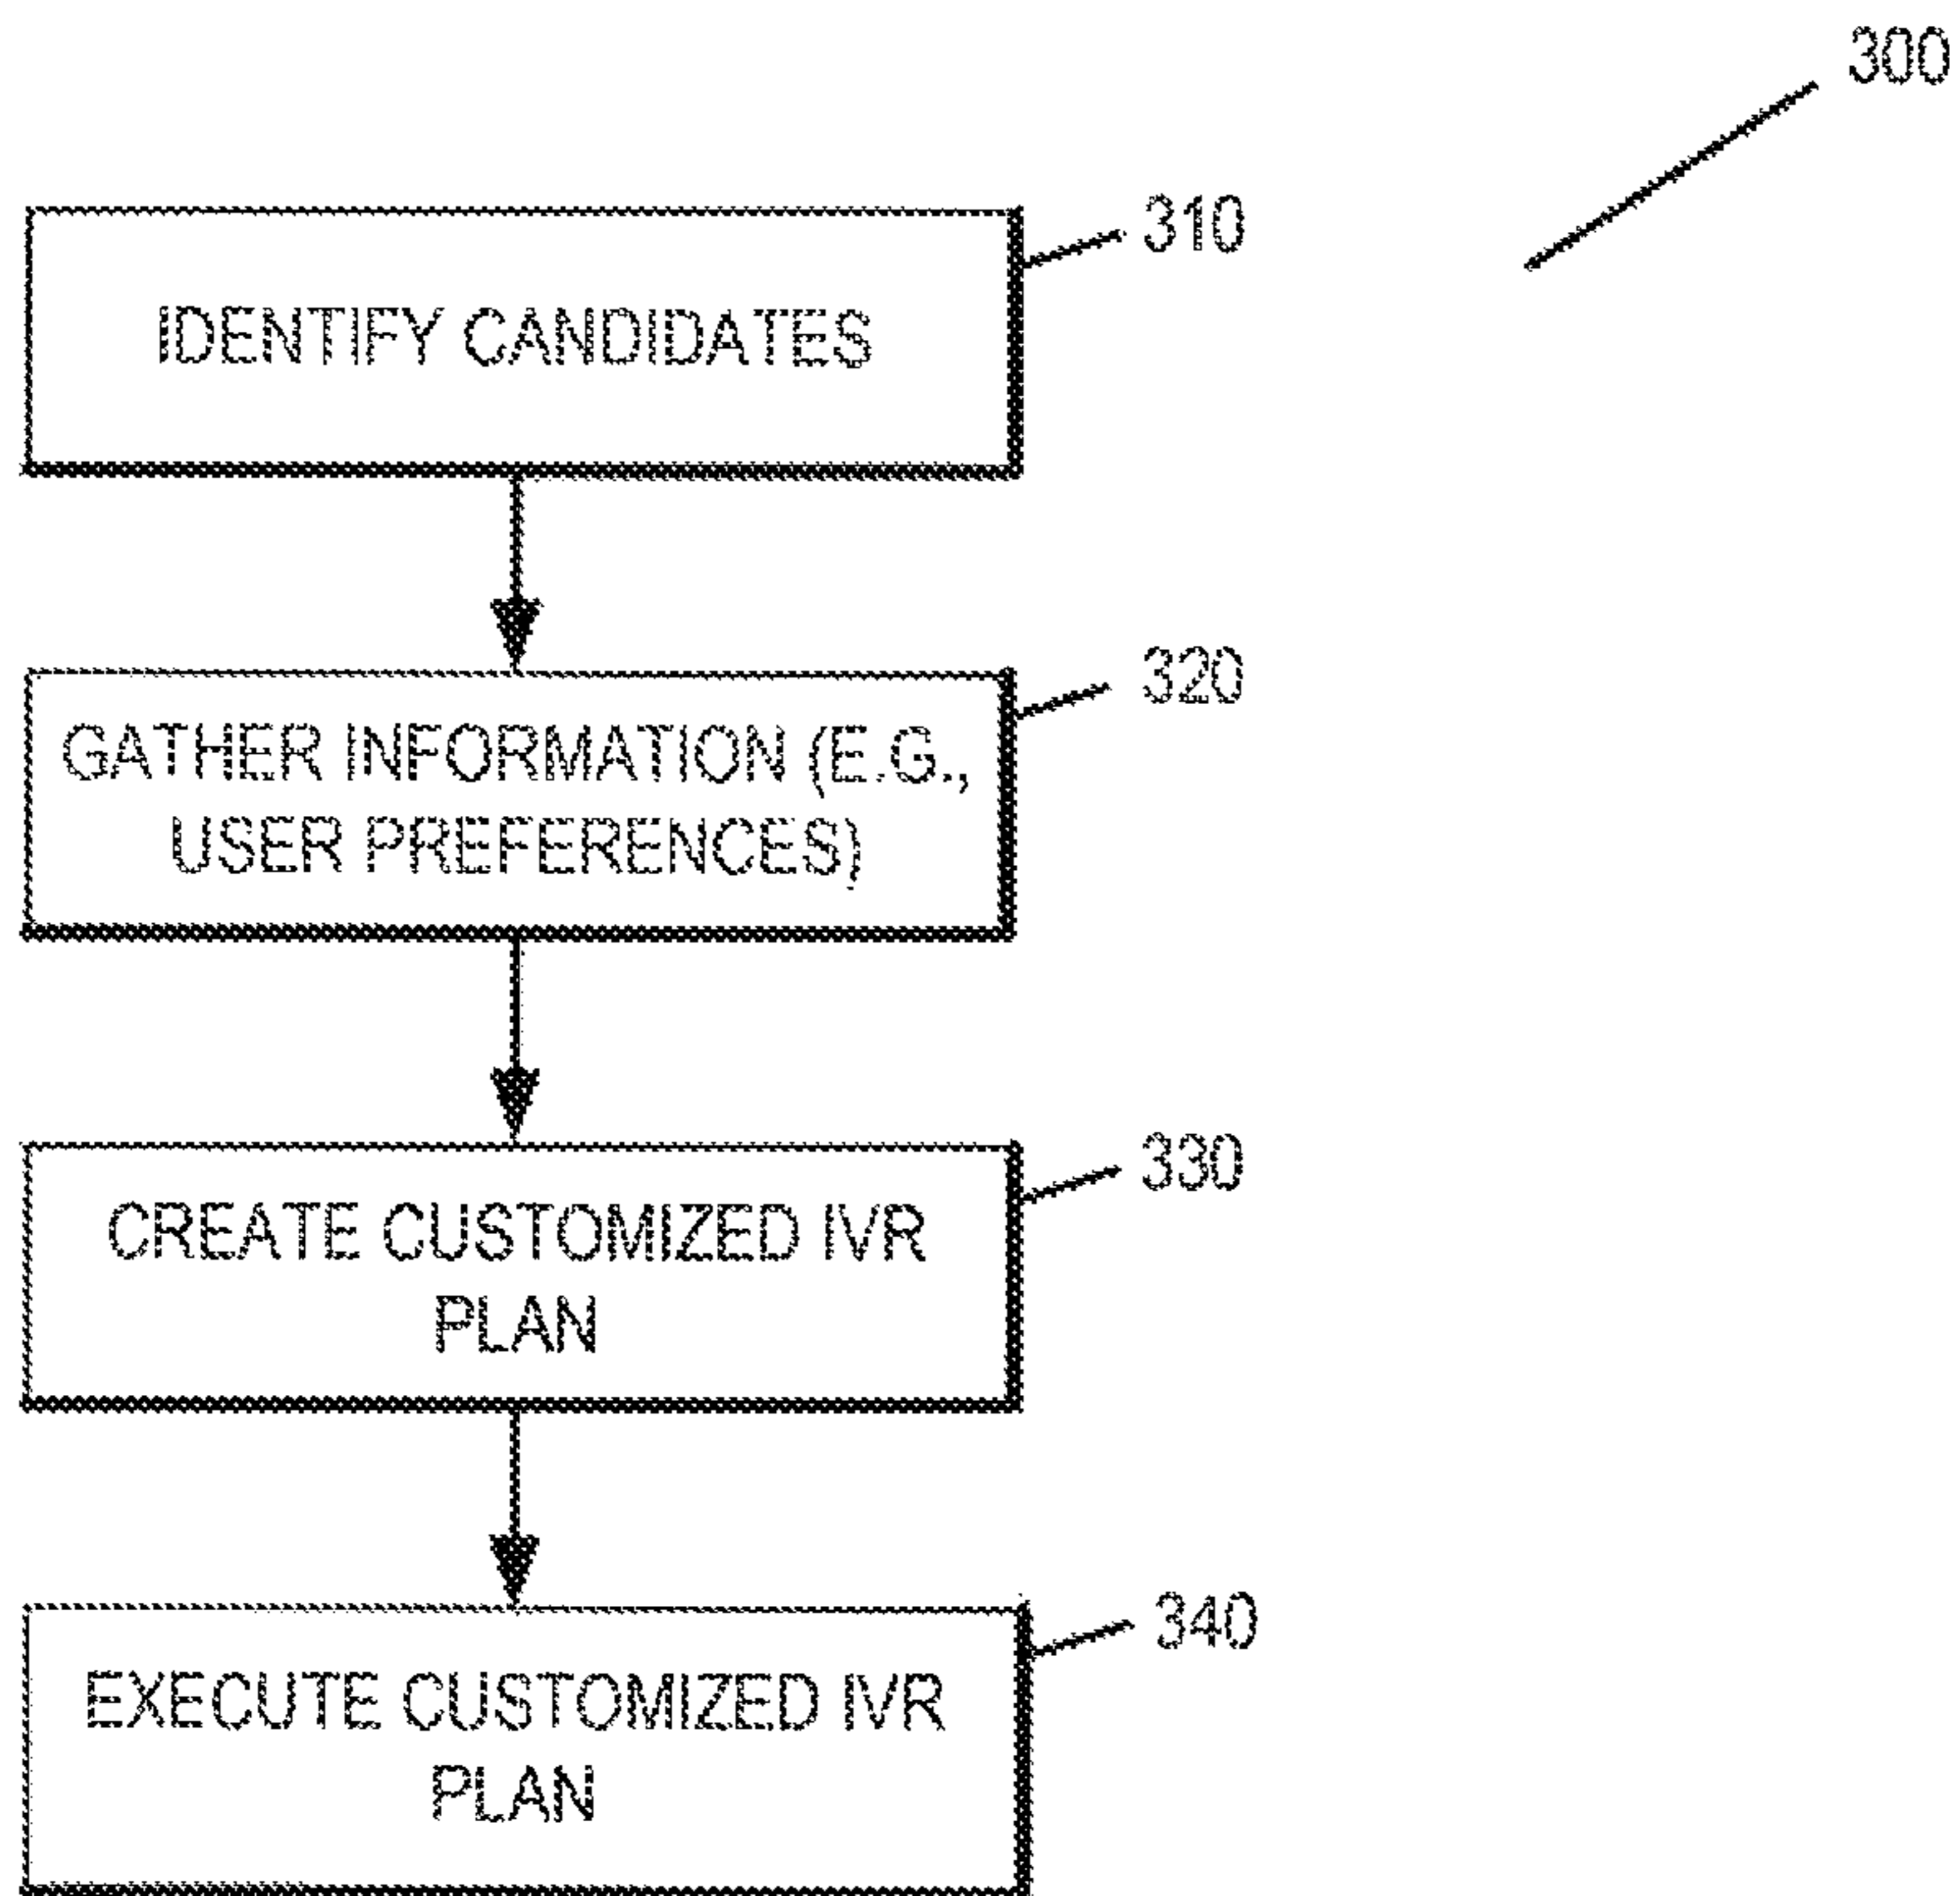 300
310
IDENTIFY CANDIDATES
320
GATHER INFORMATION (E.G.,
USER PREFERENCES)
330
CREATE CUSTOMIZED IVR
PLAN
340
EXECUTE CUSTOMIZED IVR
PLAN